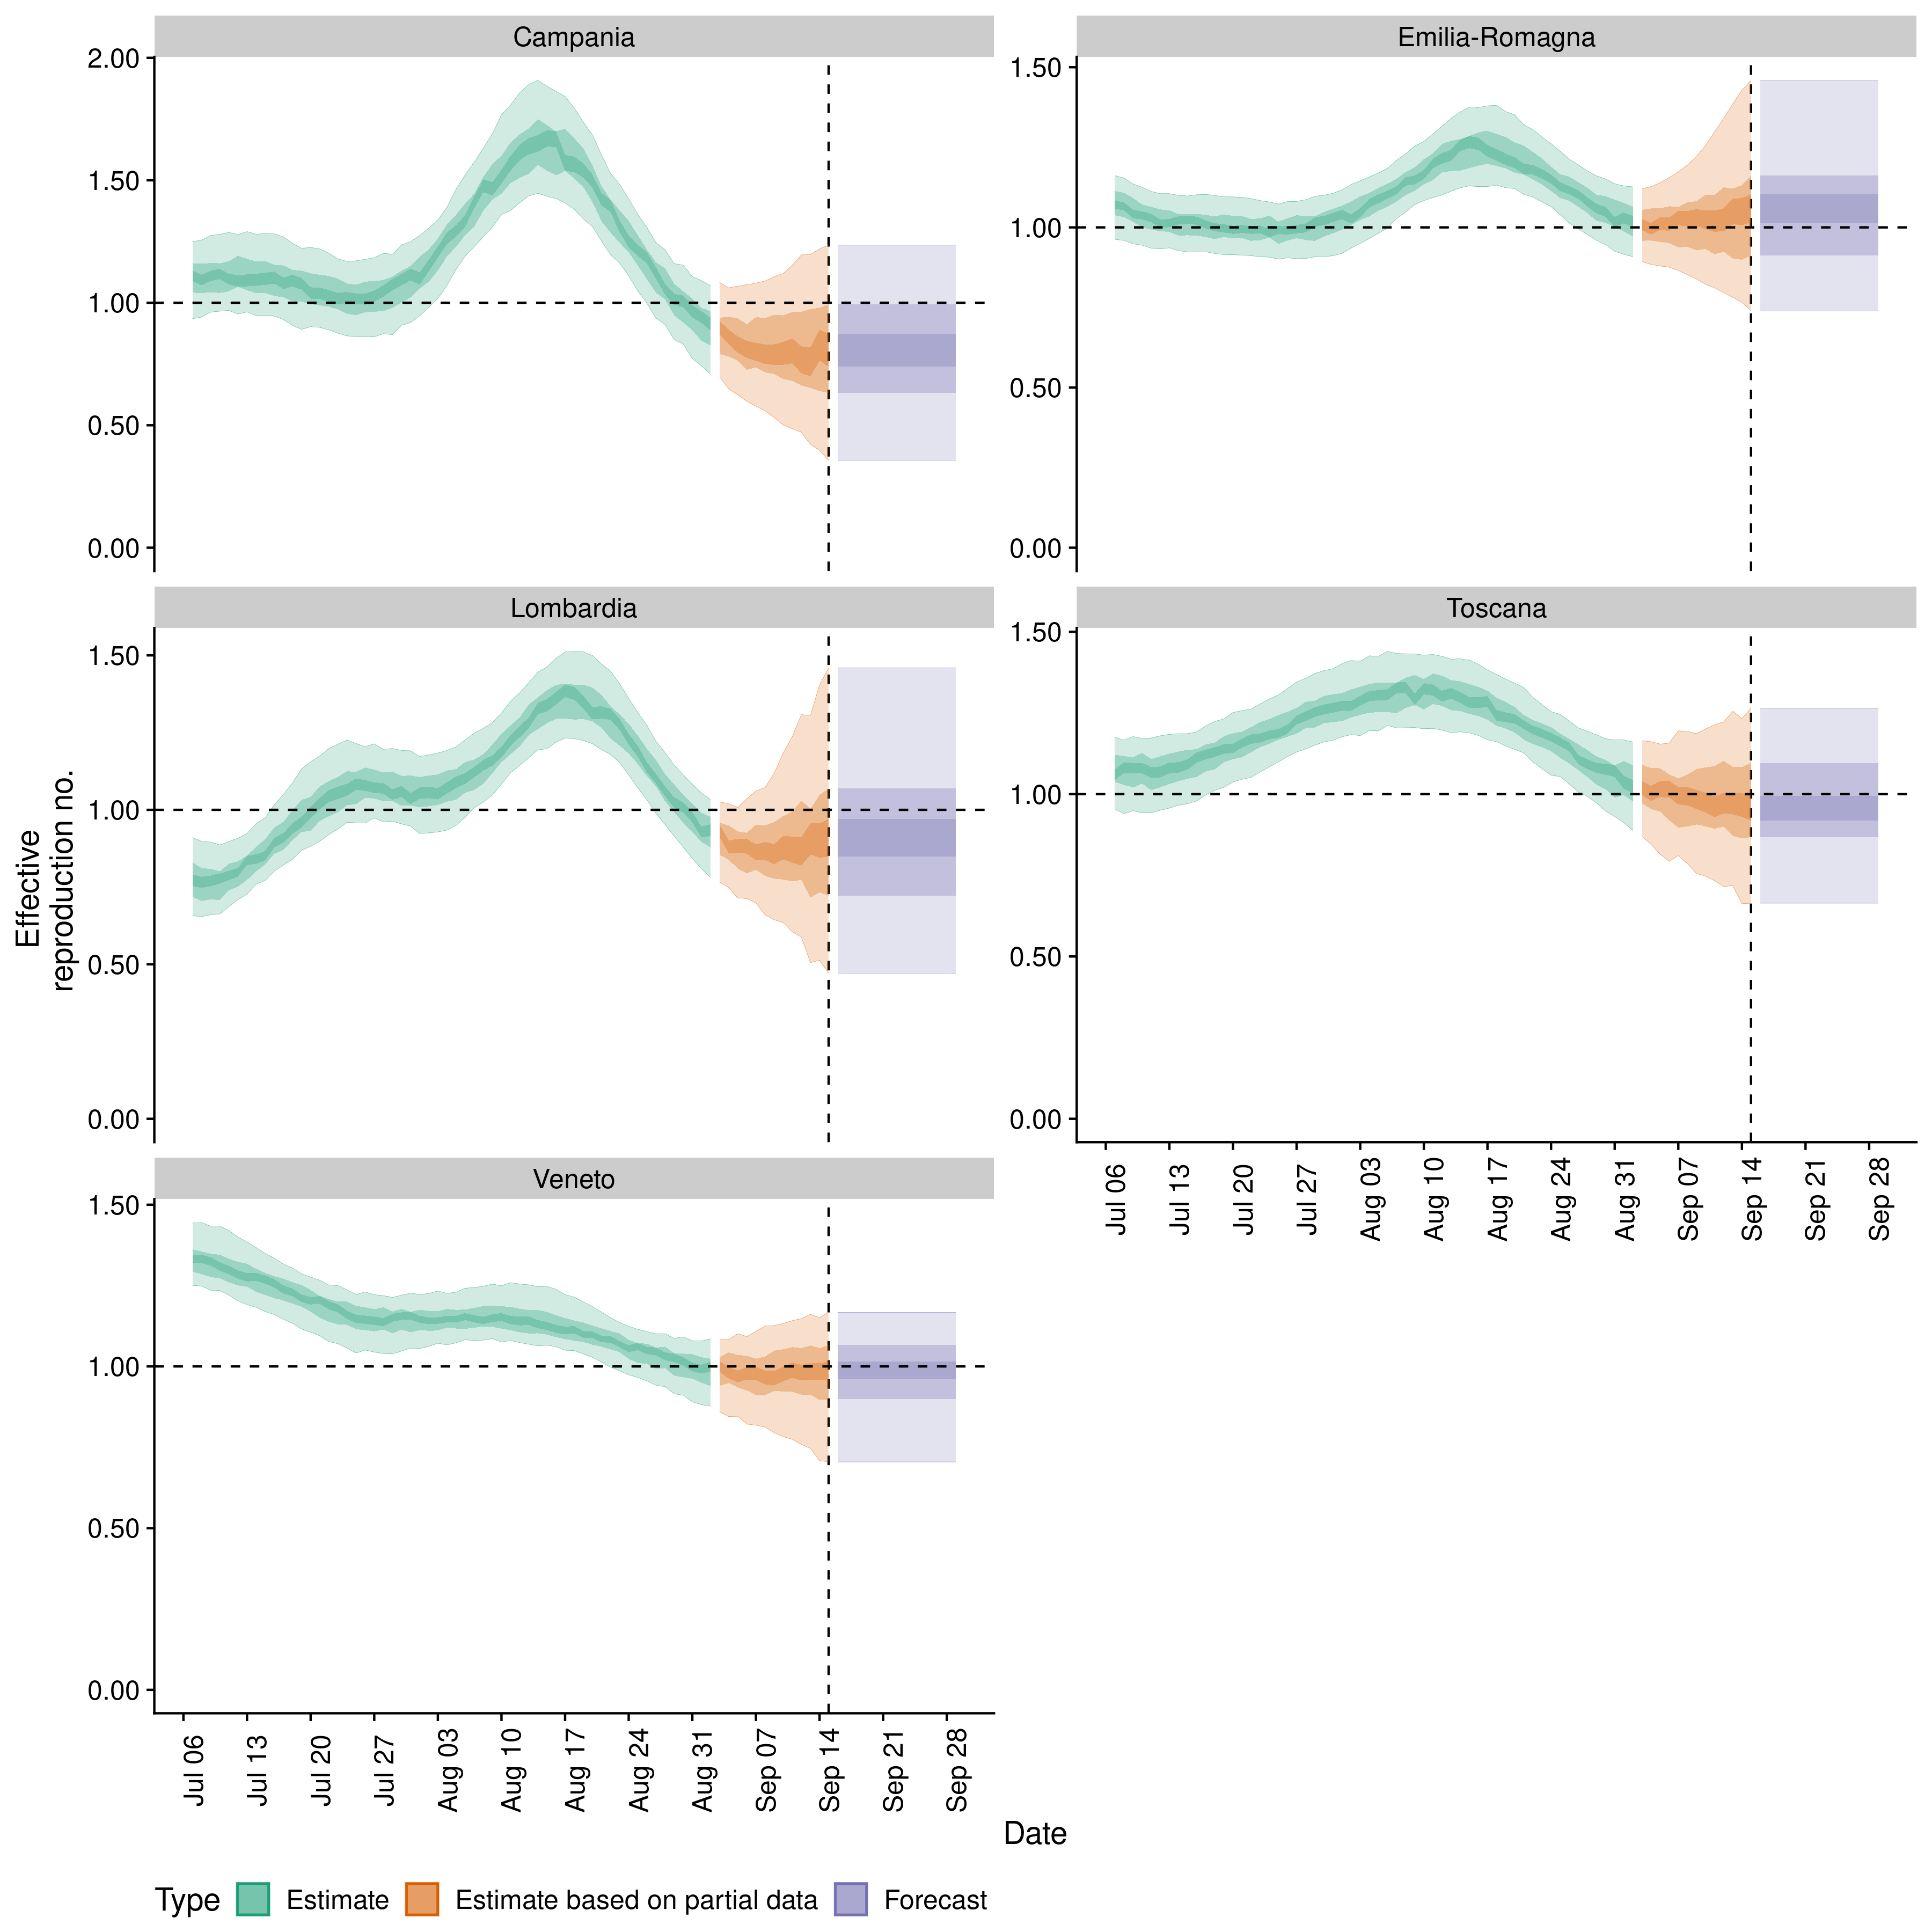 Campania
2.00
1.50
1.00
0.50
0.00
Emilia-Romagna
1.50
1.00
0.50
0.00
Lombardia
1.50
1.00
0.50
0.00
Toscana
1.50
1.00
0.50
0.00
Jul 06
Jul 13
Jul 20
Jul 27
Aug 03
Aug 10
Aug 17
Aug 24
Aug 31
Sep 07
Sep 14
Sep 21
Sep 28
Veneto
1.50
1.00
0.50
0.00
Jul 06
Jul 13
Jul 20
Jul 27
Aug 03
Aug 10
Aug 17
Aug 24
Aug 31
Sep 07
Sep 14
Sep 21
Sep 28
Effective
reproduction no.
Date
Type Estimate Estimate based on partial data Forecast